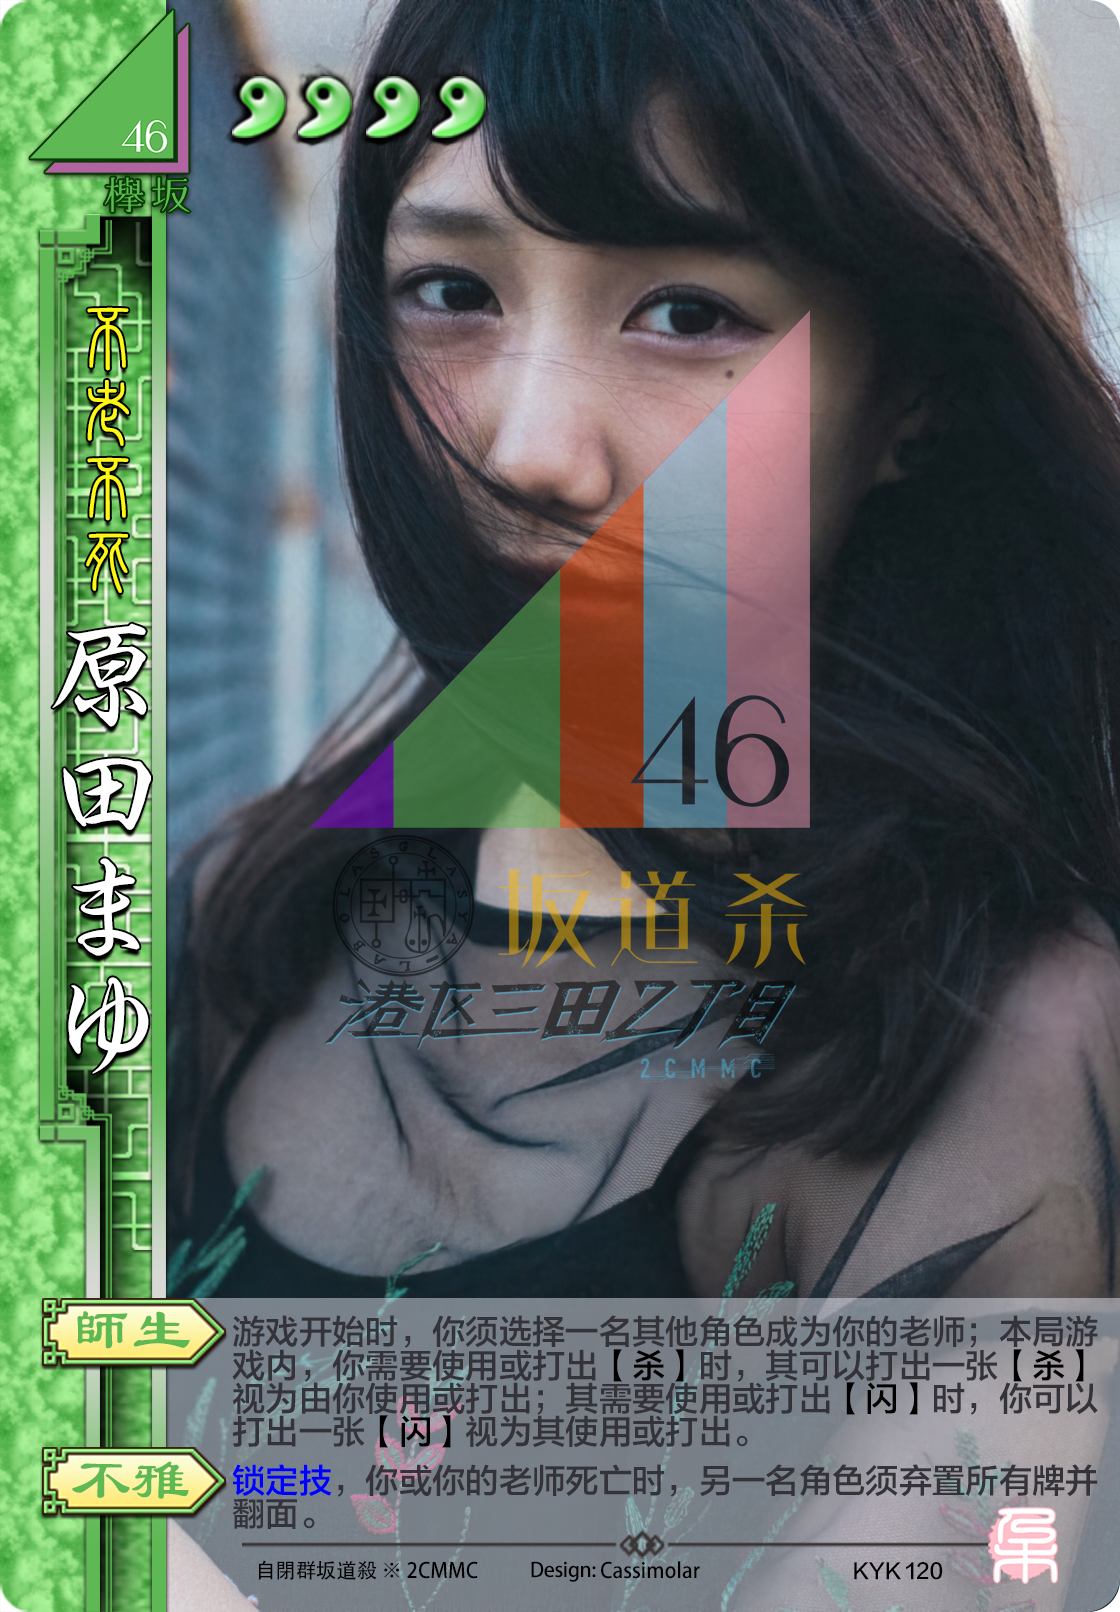 46
欅坂
不老不死
原田まゆ
46
GLASYA-LABOLAS
坂道杀
港区三田乙丁目
2CMMC
師生
游戏开始时，你须选择一名其他角色成为你的老师；本局游
戏内，你需要使用或打出【杀】时，其可以打出一张【杀】
视为由你使用或打出；其需要使用或打出【闪】时，你可以
打出一张【闪】视为其使用或打出。
不雅
锁定技，你或你的老师死亡时，另一名角色须弃置所有牌并
翻面。
自閉群坂道殺 ※ 2CMMC
Design: Cassimolar
KYK 120